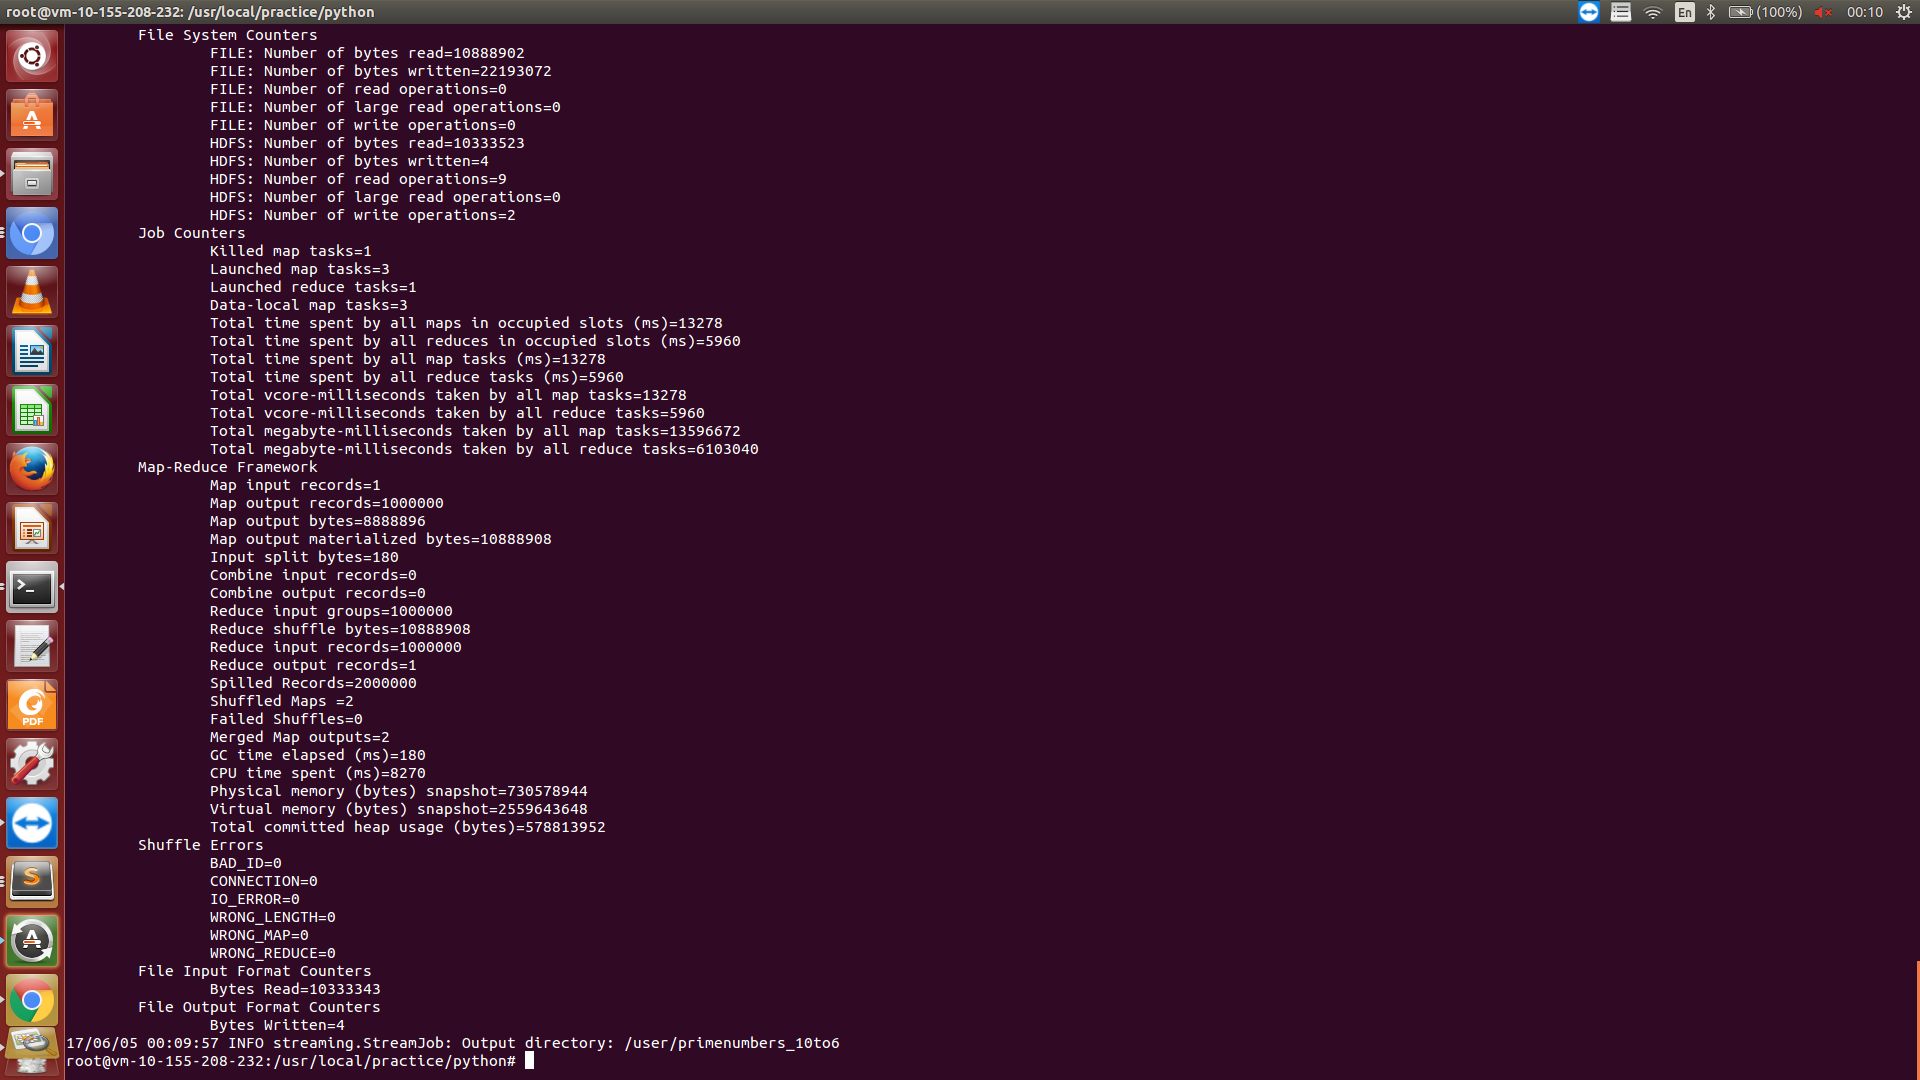 root@vm-10-155-208-232: /usr/local/practice/python
En
(100%)
00:10
File System Counters
FILE: Number of bytes read=10888902
FILE: Number of bytes written=22193072
FILE: Number of read operations=0
FILE: Number of large read operations=0
FILE: Number of write operations=0
HDFS: Number of bytes read=10333523
HDFS: Number of bytes written=4
HDFS: Number of read operations=9
HDFS: Number of large read operations=0
HDFS: Number of write operations=2
Job Counters
Killed map tasks=1
Launched map tasks=3
Launched reduce tasks=1
Data-local map tasks=3
Total time spent by all maps in occupied slots (ms)=13278
Total time spent by all reduces in occupied slots (ms)=5960
Total time spent by all map tasks (ms)=13278
Total time spent by all reduce tasks (ms)=5960
Total vcore-milliseconds taken by all map tasks=13278
Total vcore-milliseconds taken by all reduce tasks=5960
Total megabyte-milliseconds taken by all map tasks=13596672
Total megabyte-milliseconds taken by all reduce tasks=6103040
Map-Reduce Framework
Map input records=1
Map output records=1000000
Map output bytes=8888896
Map output materialized bytes=10888908
Input split bytes=180
Combine input records=0
Combine output records=0
Reduce input groups=1000000
Reduce shuffle bytes=10888908
Reduce input records=1000000
Reduce output records=1
Spilled Records=2000000
Shuffled Maps =2
Failed Shuffles=0
Merged Map outputs=2
GC time elapsed (ms)=180
CPU time spent (ms)=8270
Physical memory (bytes) snapshot=730578944
Virtual memory (bytes) snapshot=2559643648
Total committed heap usage (bytes)=578813952
Shuffle Errors
BAD_ID=0
CONNECTION=0
IO_ERROR=0
WRONG_LENGTH=0
WRONG_MAP=0
WRONG_REDUCE=0
File Input Format Counters
Bytes Read=10333343
File Output Format Counters
Bytes Written=4
17/06/05 00:09:57 INFO streaming.StreamJob: Output directory: /user/primenumbers_10to6
root@vm-10-155-208-232:/usr/local/practice/python#
PDF